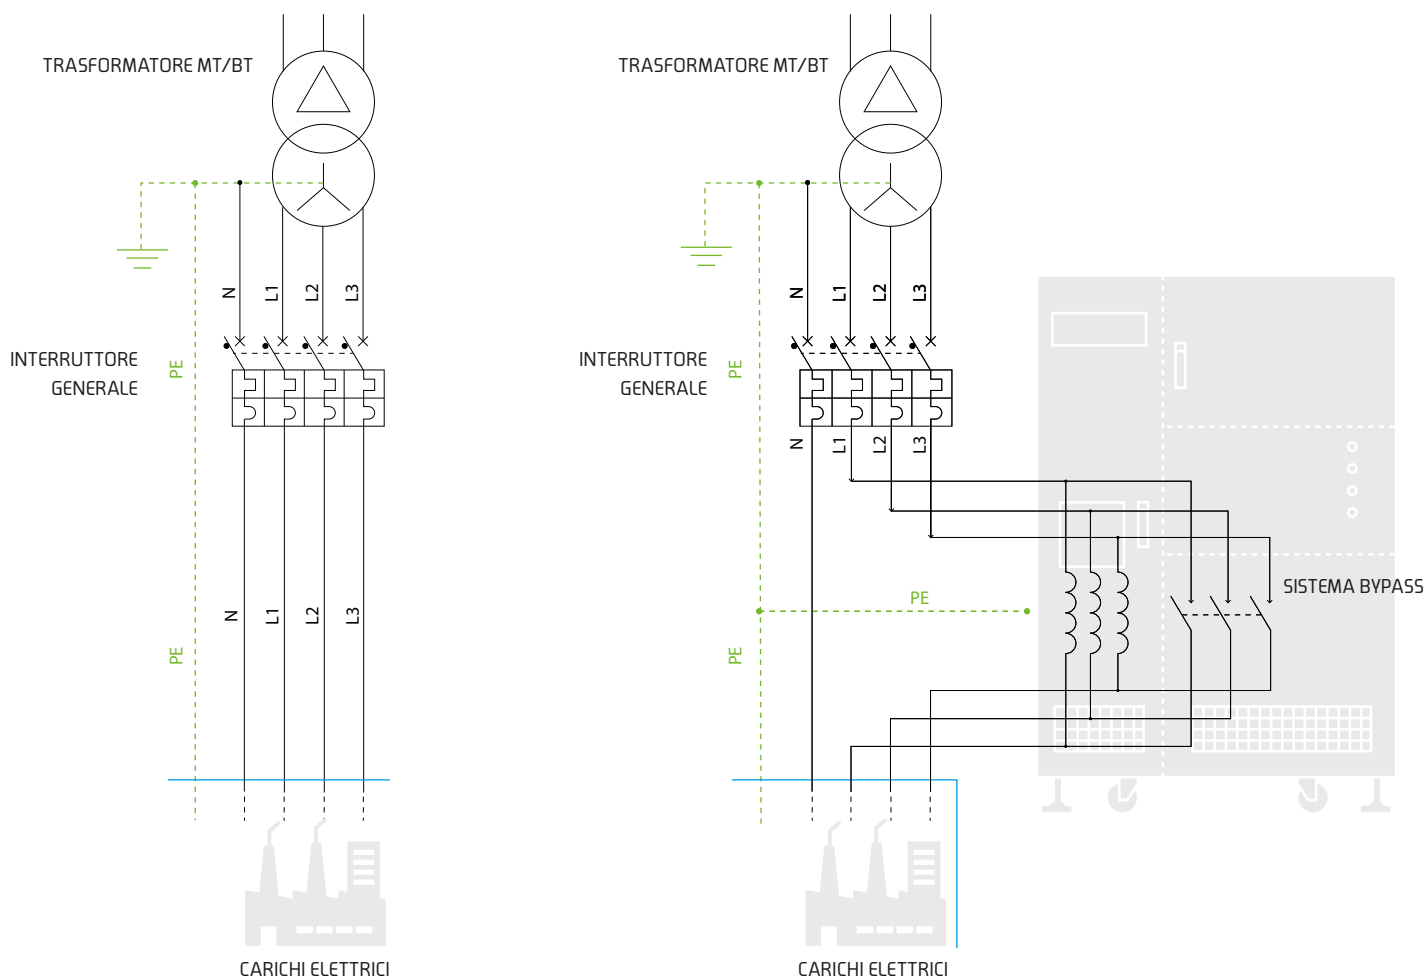 TRASFORMATORE MT/BT
N
L1
L2
L3
INTERRUTTORE
GENERALE
PE
N
L1
L2
L3
PE
CARICHI ELETTRICI
TRASFORMATORE MT/BT
N
L1
L2
L3
INTERRUTTORE
GENERALE
PE
N
L1
L2
L3
SISTEMA BYPASS
PE
PE
CARICHI ELETTRICI